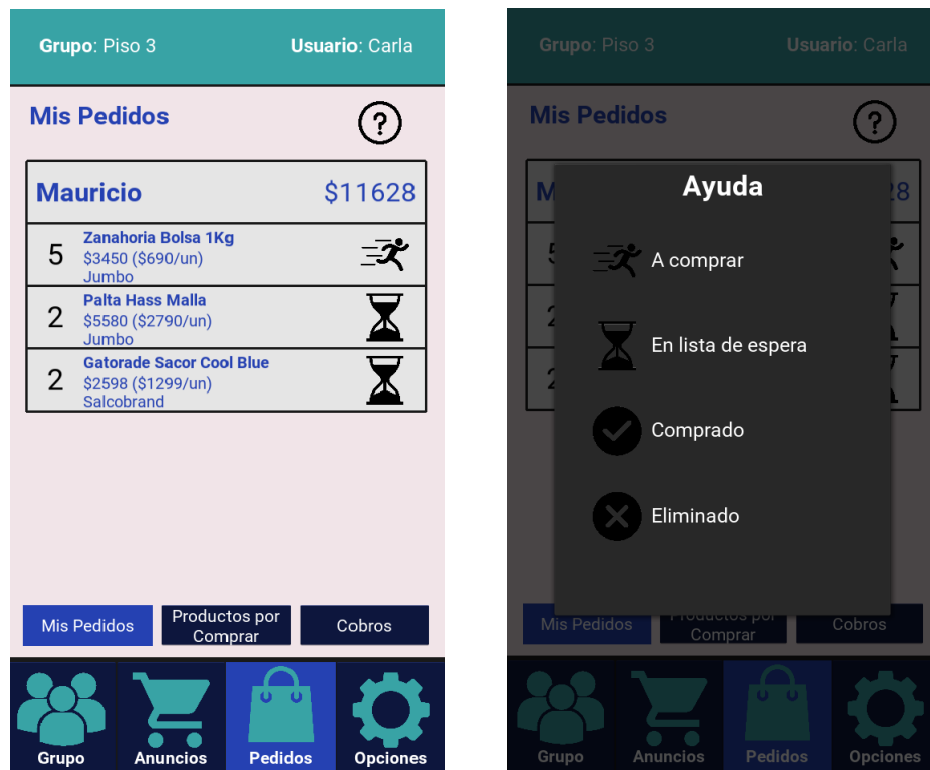 Grupo: Piso 3
Usuario: Carla
Mis Pedidos
?
Mauricio
$11628
5
Zanahoria Bolsa 1Kg
$3450 ($690/un)
Jumbo
2
Palta Hass Malla
$5580 ($2790/un)
Jumbo
2
Gatorade Sacor Cool Blue
$2598 ($1299/un)
Salcobrand
Mis Pedidos
Productos por
Comprar
Cobros
Grupo
Anuncios
Pedidos
Opciones
Grupo: Piso 3
Usuario: Carla
Mis Pedidos
?
Ayuda
A comprar
En lista de espera
Comprado
Eliminado
Mis Pedidos
Productos por
Comprar
Cobros
Grupo
Anuncios
Pedidos
Opciones